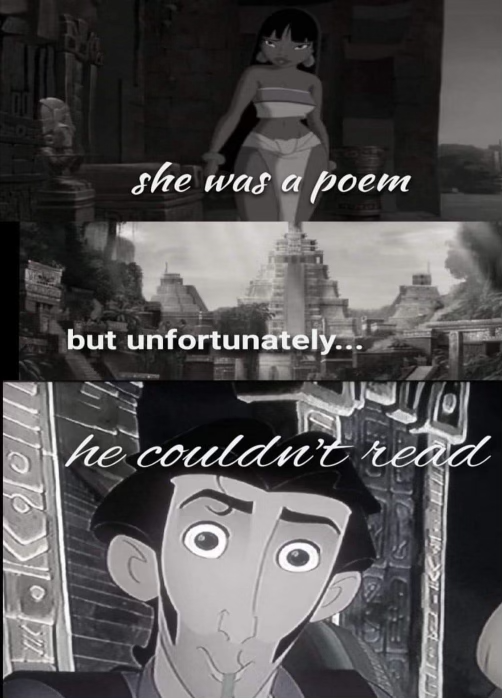 she was a poem
but unfortunately...
he couldn't read